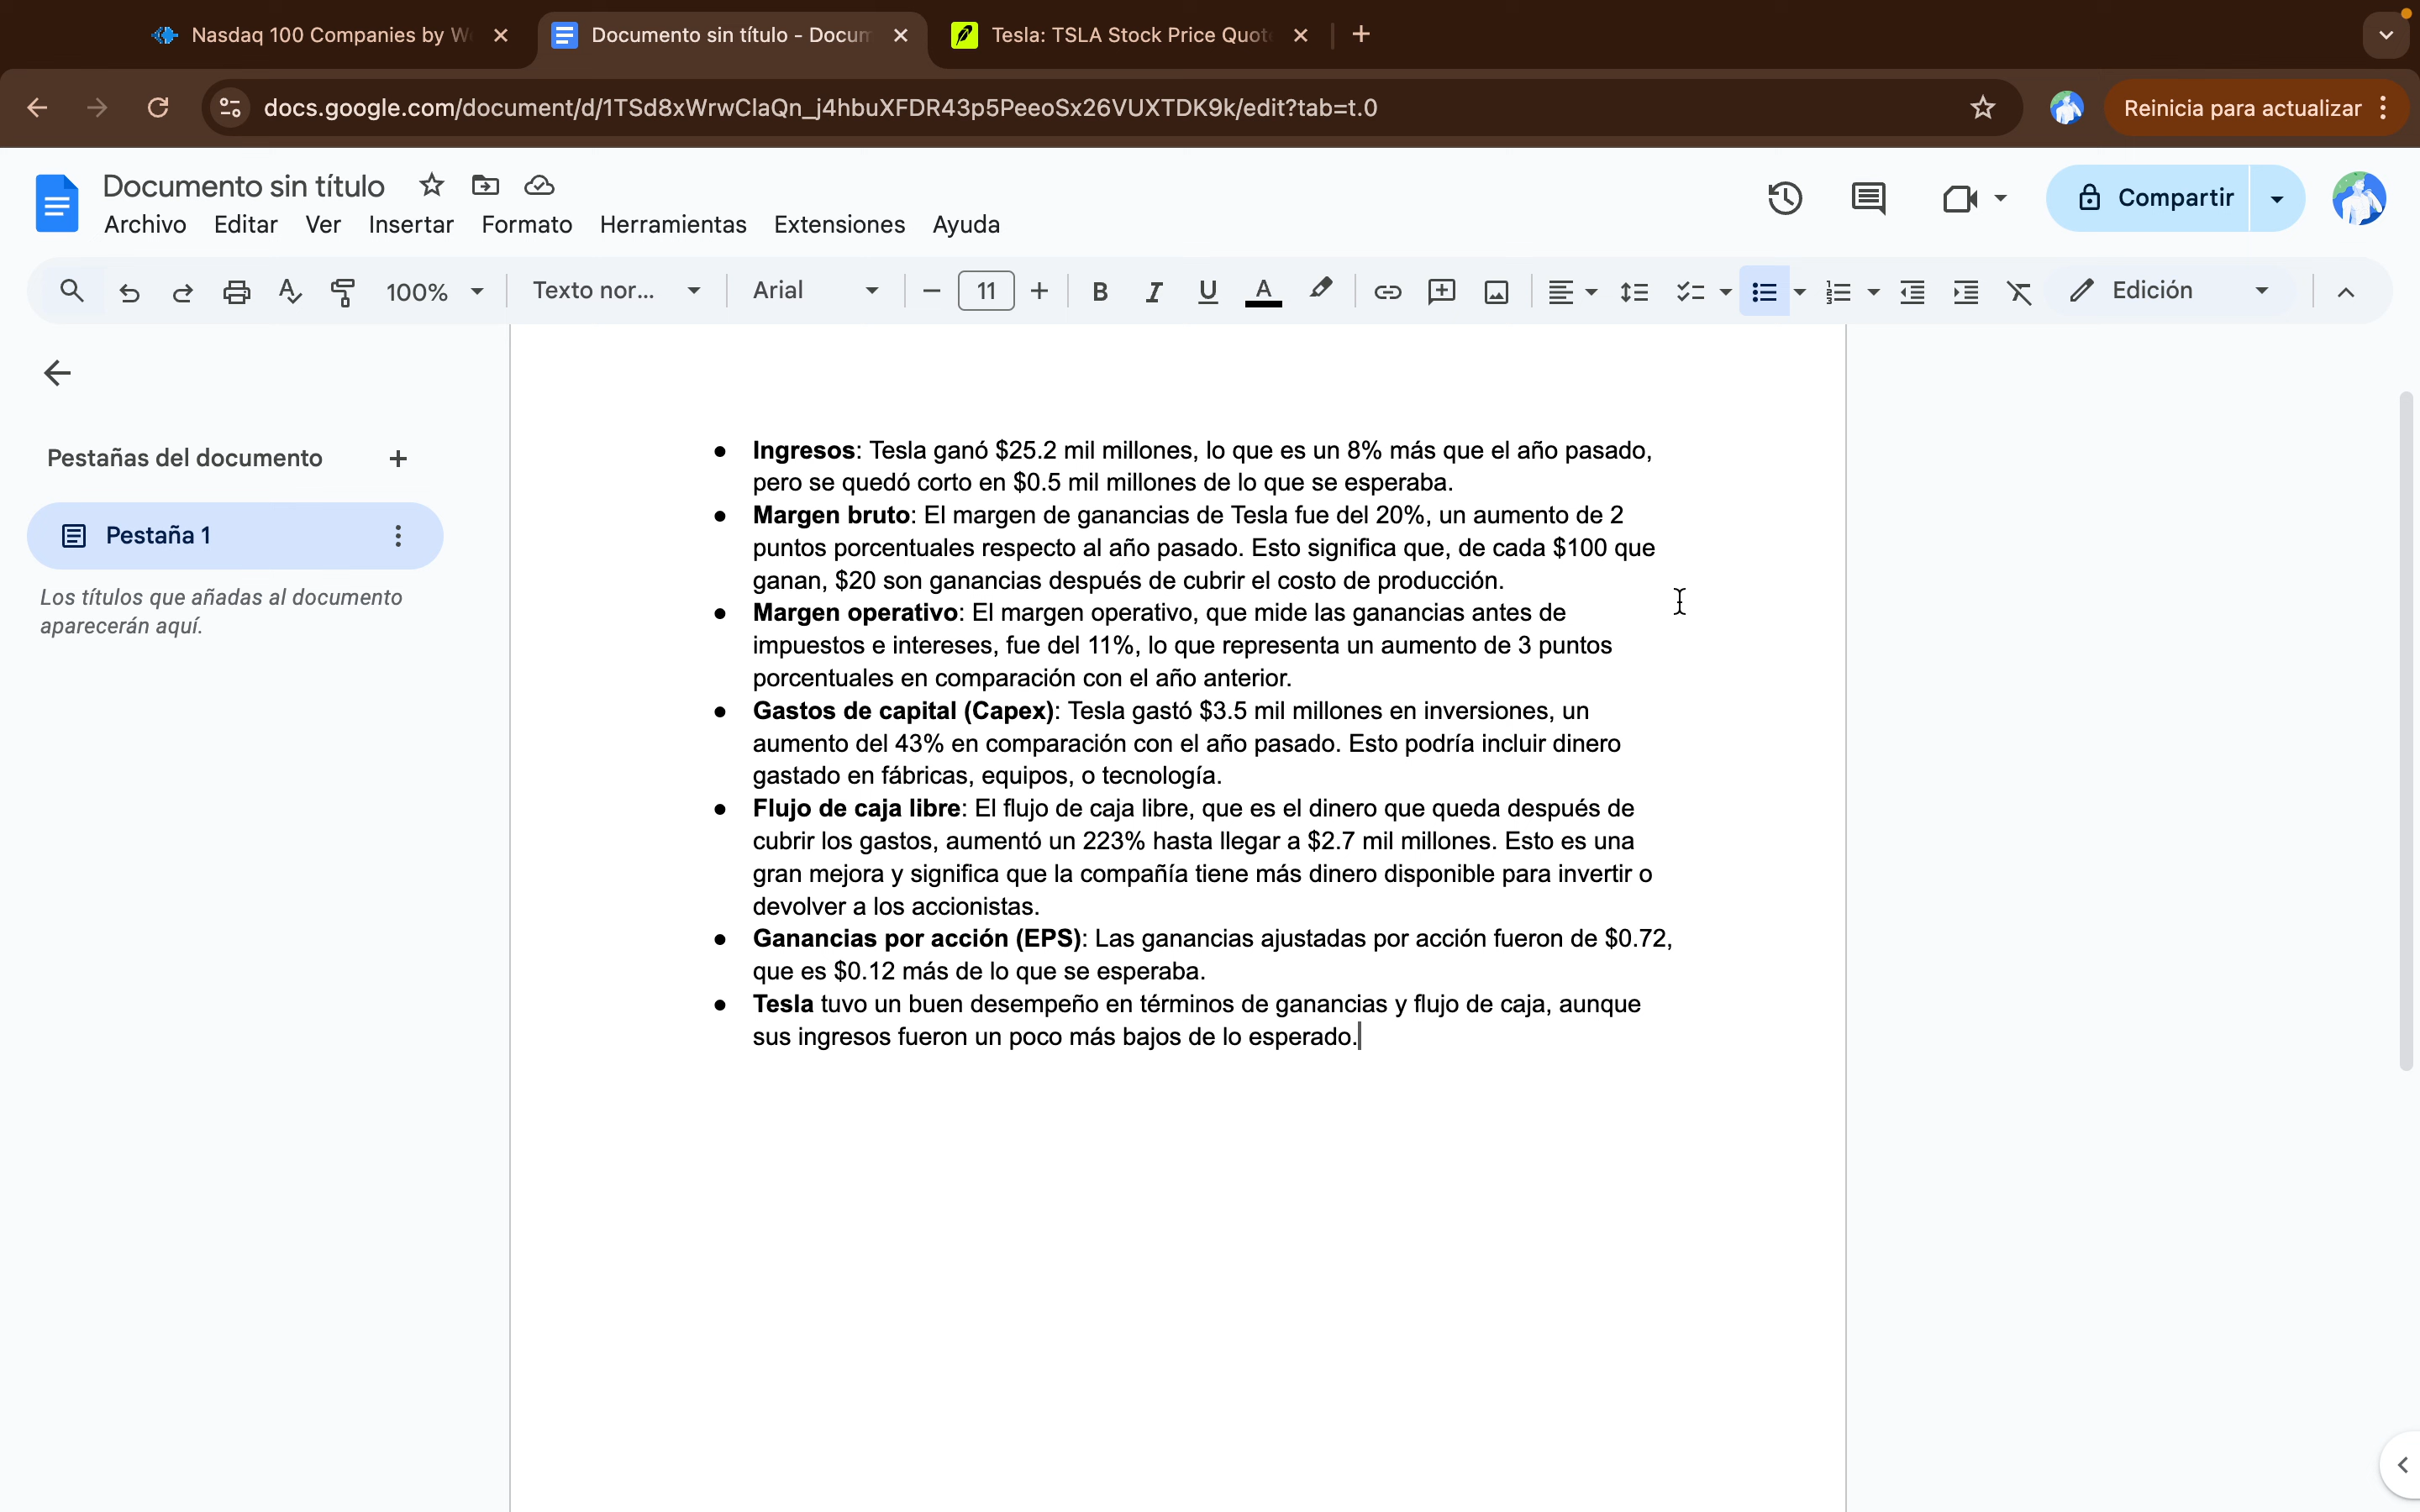 Nasdaq 100 Companies by We
Documento sin título - Docum
Tesla: TSLA Stock Price Quot
docs.google.com/document/d/1TSd8xWrwClaQn_j4hbuXFDR43p5PeeoSx26VUXTDK9k/edit?tab=t.0
Reinicia para actualizar
Documento sin título
Archivo Editar Ver Insertar Formato Herramientas Extensiones Ayuda
Compartir
100% Texto nor... Arial 11 B I U A Edición
Pestañas del documento
Pestaña 1
Los títulos que añadas al documento
aparecerán aquí.
● Ingresos: Tesla ganó $25.2 mil millones, lo que es un 8% más que el año pasado,
pero se quedó corto en $0.5 mil millones de lo que se esperaba.
● Margen bruto: El margen de ganancias de Tesla fue del 20%, un aumento de 2
puntos porcentuales respecto al año pasado. Esto significa que, de cada $100 que
ganan, $20 son ganancias después de cubrir el costo de producción.
● Margen operativo: El margen operativo, que mide las ganancias antes de
impuestos e intereses, fue del 11%, lo que representa un aumento de 3 puntos
porcentuales en comparación con el año anterior.
● Gastos de capital (Capex): Tesla gastó $3.5 mil millones en inversiones, un
aumento del 43% en comparación con el año pasado. Esto podría incluir dinero
gastado en fábricas, equipos, o tecnología.
● Flujo de caja libre: El flujo de caja libre, que es el dinero que queda después de
cubrir los gastos, aumentó un 223% hasta llegar a $2.7 mil millones. Esto es una
gran mejora y significa que la compañía tiene más dinero disponible para invertir o
devolver a los accionistas.
● Ganancias por acción (EPS): Las ganancias ajustadas por acción fueron de $0.72,
que es $0.12 más de lo que se esperaba.
● Tesla tuvo un buen desempeño en términos de ganancias y flujo de caja, aunque
sus ingresos fueron un poco más bajos de lo esperado.